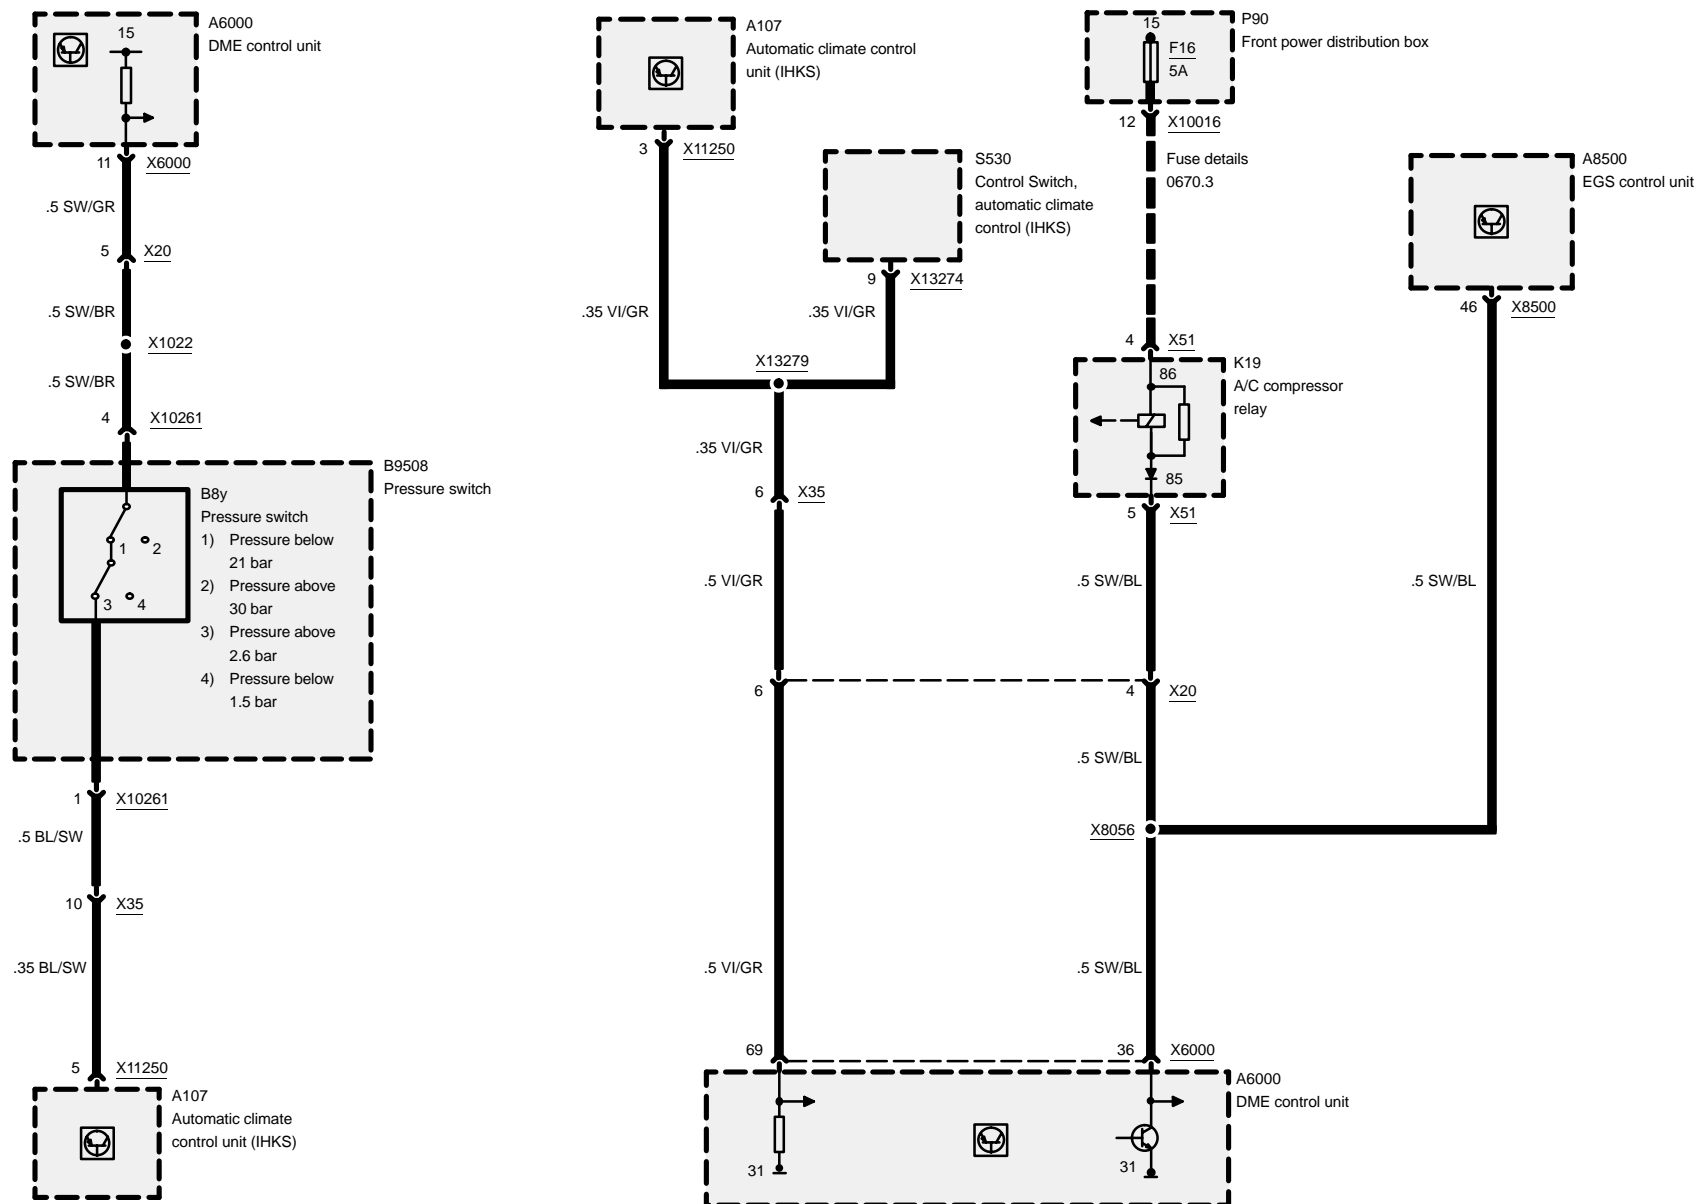 A6000
DME control unit
15
11 X6000
.5 SW/GR
5 X20
.5 SW/BR
X1022
.5 SW/BR
4 X10261
B9508
Pressure switch
B8y
Pressure switch
1) Pressure below
21 bar
2) Pressure above
30 bar
3) Pressure above
2.6 bar
4) Pressure below
1.5 bar
1 2
3 4
1 X10261
.5 BL/SW
10 X35
.35 BL/SW
5 X11250
A107
Automatic climate
control unit (IHKS)
A107
Automatic climate control
unit (IHKS)
3 X11250
S530
Control Switch,
automatic climate
control (IHKS)
9 X13274
.35 VI/GR
.35 VI/GR
X13279
.35 VI/GR
6 X35
.5 VI/GR
6
.5 VI/GR
69
P90
Front power distribution box
15
F16
5A
12 X10016
Fuse details
0670.3
4 X51
K19
A/C compressor
relay
86
85
5 X51
.5 SW/BL
4 X20
.5 SW/BL
X8056
.5 SW/BL
36 X6000
A6000
DME control unit
31
31
A8500
EGS control unit
46 X8500
.5 SW/BL